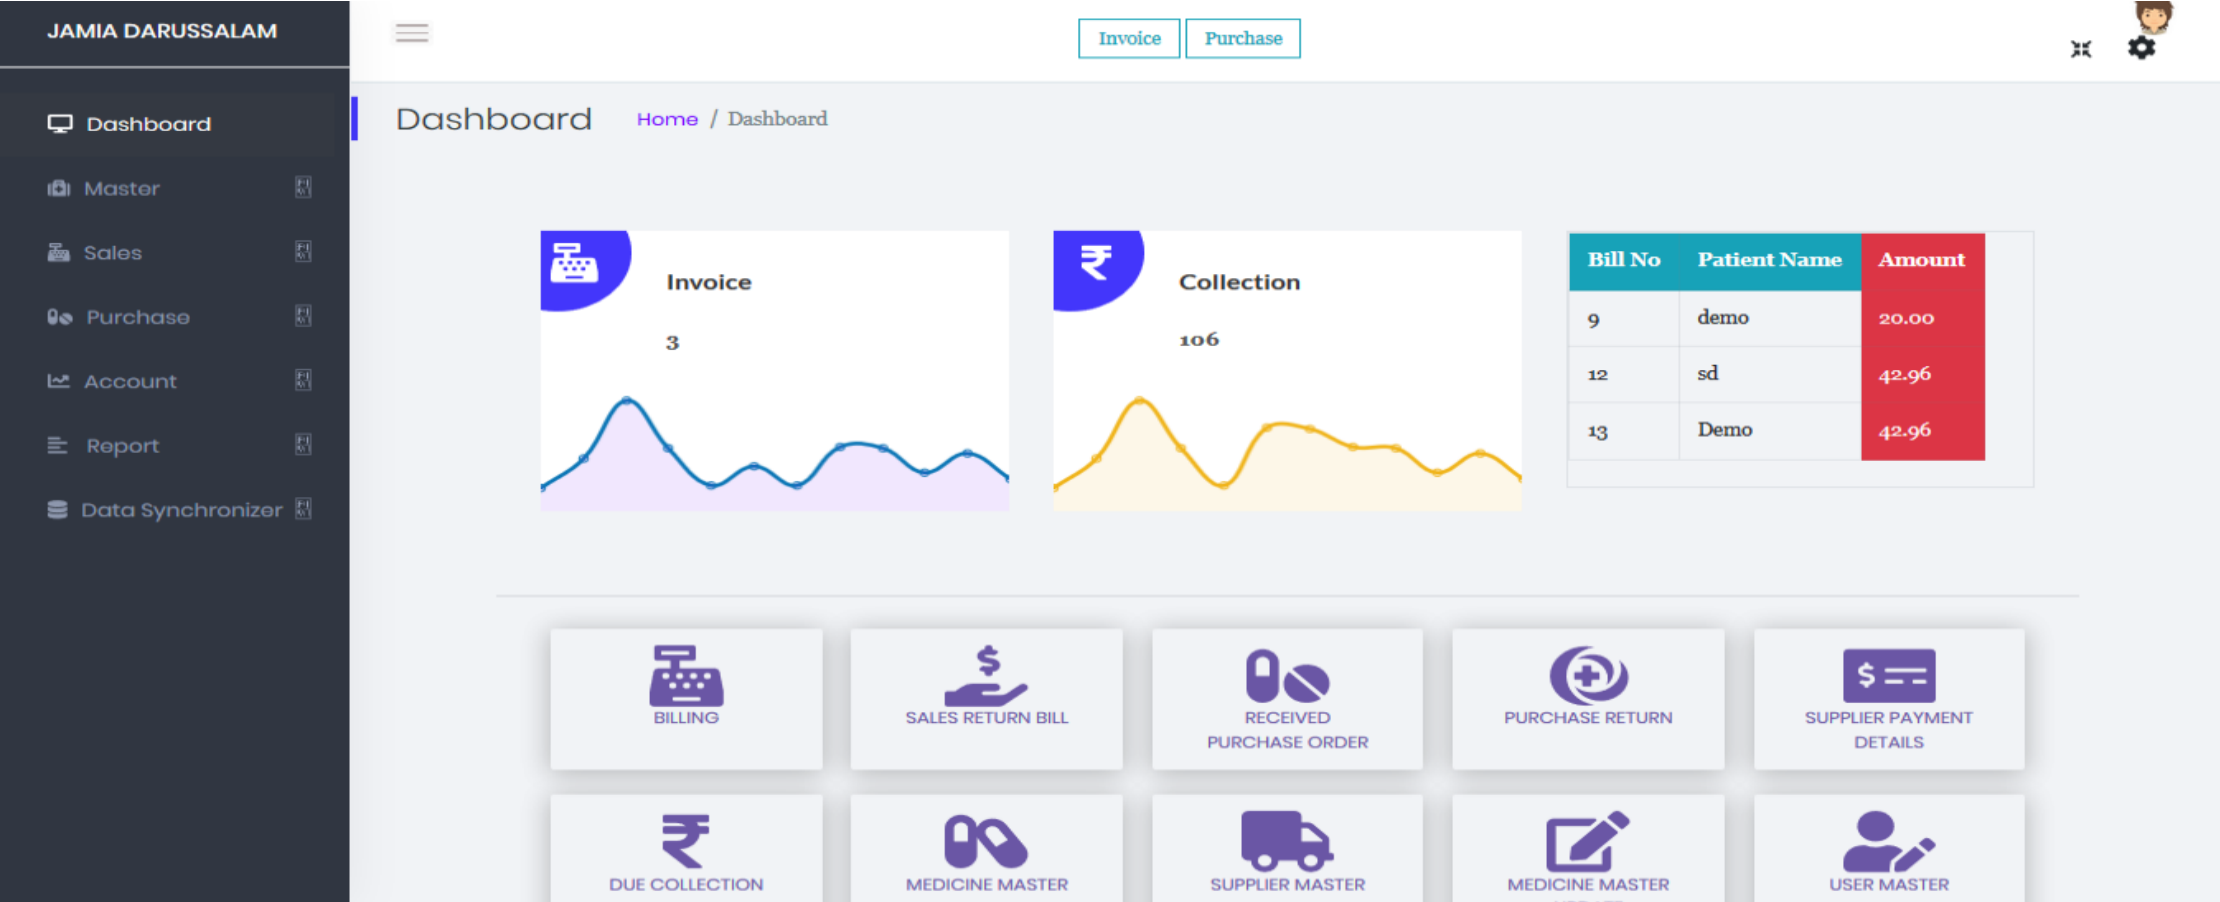 JAMIA DARUSSALAM
Invoice
Purchase
Dashboard
Master
Sales
Purchase
Account
Report
Data Synchronizer
Dashboard
Home / Dashboard
Invoice
3
Collection
106
Bill No Patient Name Amount
9 demo 20.00
12 sd 42.96
13 Demo 42.96
BILLING
SALES RETURN BILL
RECEIVED
PURCHASE ORDER
PURCHASE RETURN
SUPPLIER PAYMENT
DETAILS
DUE COLLECTION
MEDICINE MASTER
SUPPLIER MASTER
MEDICINE MASTER
USER MASTER